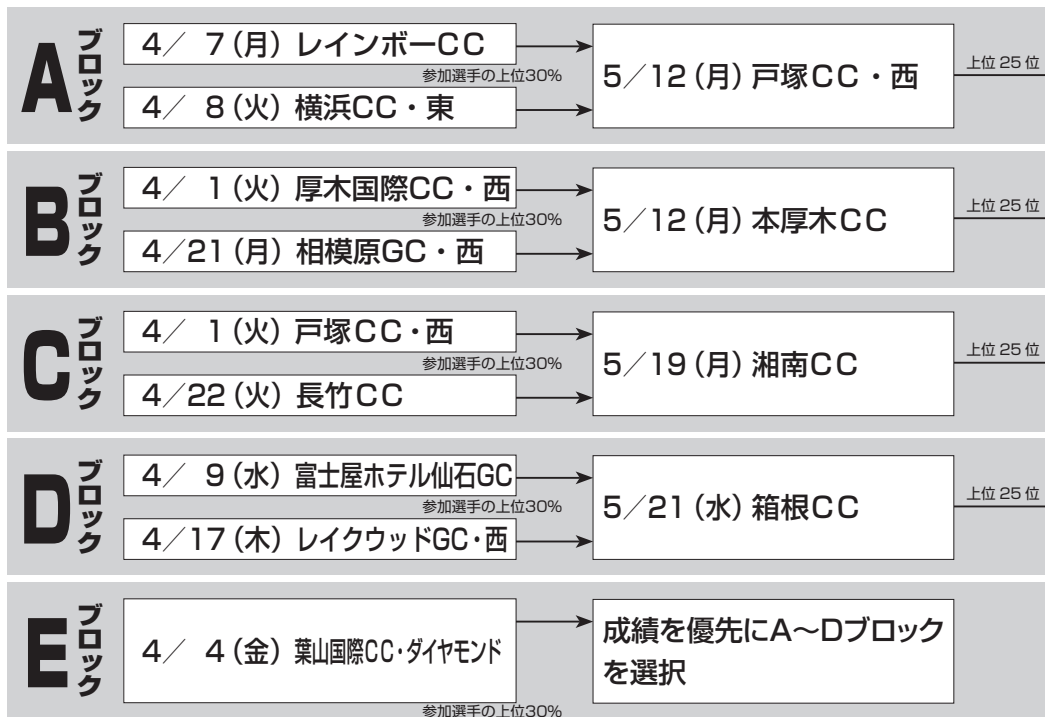 Aブロック
4／ 7（月）レインボーCC
参加選手の上位30%
4／ 8（火）横浜CC・東
5／12（月）戸塚CC・西
上位25位
Bブロック
4／ 1（火）厚木国際CC・西
参加選手の上位30%
4／21（月）相模原GC・西
5／12（月）本厚木CC
上位25位
Cブロック
4／ 1（火）戸塚CC・西
参加選手の上位30%
4／22（火）長竹CC
5／19（月）湘南CC
上位25位
Dブロック
4／ 9（水）富士屋ホテル仙石GC
参加選手の上位30%
4／17（木）レイクウッドGC・西
5／21（水）箱根CC
上位25位
Eブロック
4／ 4（金）葉山国際CC・ダイヤモンド
参加選手の上位30%
成績を優先にA〜Dブロック
を選択